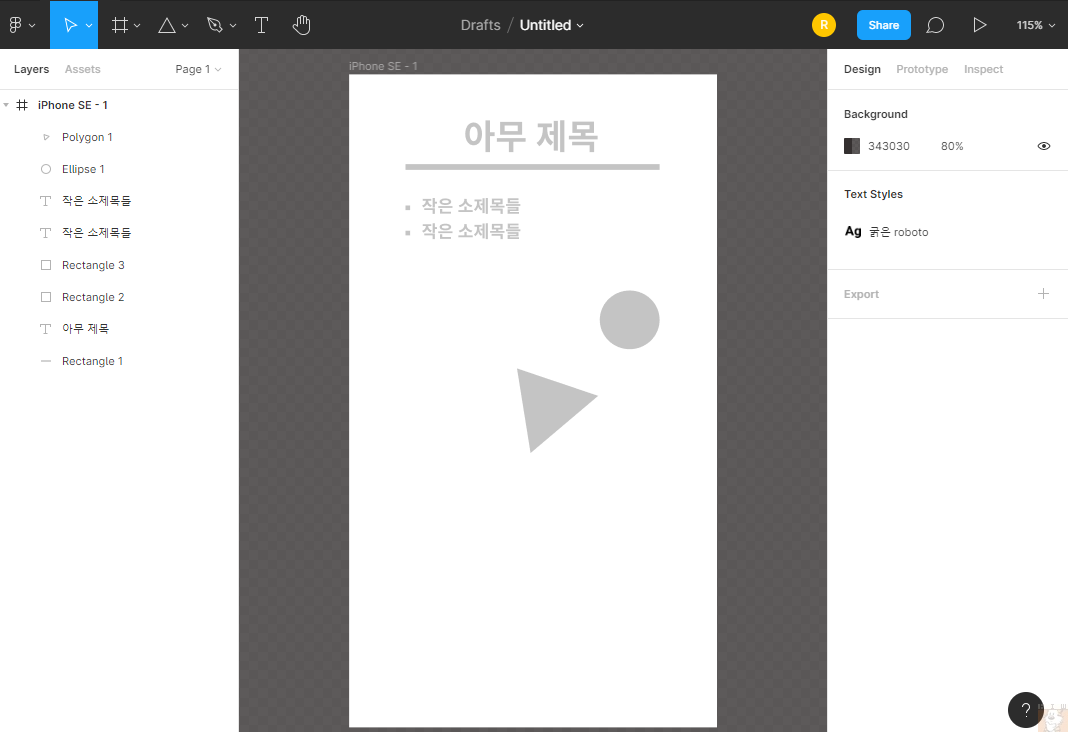 Drafts / Untitled
R
Share
115%
Layers
Assets
Page 1
iPhone SE - 1
Polygon 1
Ellipse 1
작은 소제목들
작은 소제목들
Rectangle 3
Rectangle 2
아무 제목
Rectangle 1
iPhone SE - 1
아무 제목
작은 소제목들
작은 소제목들
Design
Prototype
Inspect
Background
343030
80%
Text Styles
Ag 굵은 roboto
Export
?